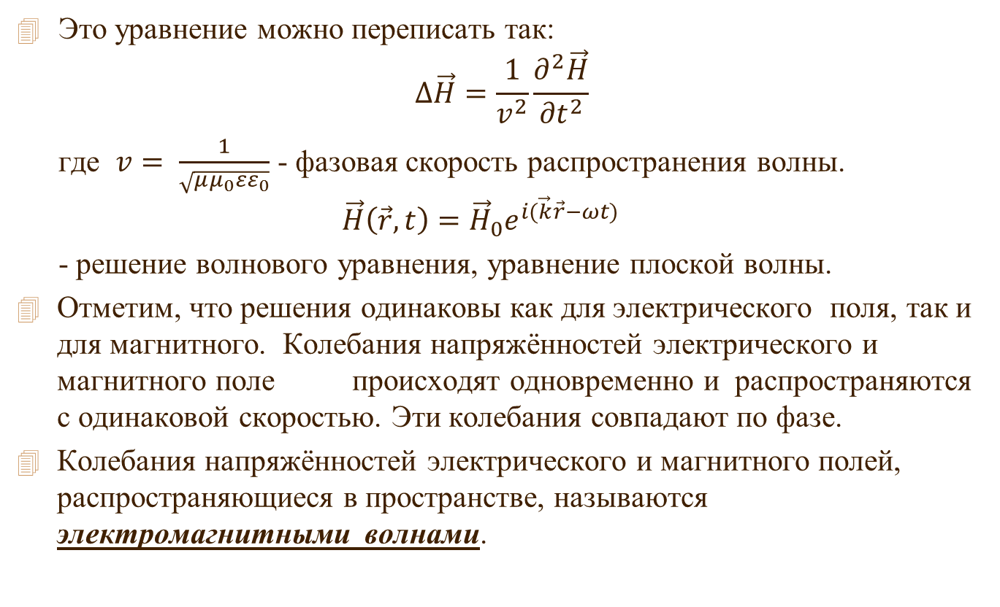 Это уравнение можно переписать так:
$\Delta \vec{H} = \frac{1}{v^2} \frac{\partial^2 \vec{H}}{\partial t^2}$
где $v = \frac{1}{\sqrt{\mu\mu_0\varepsilon\varepsilon_0}}$ - фазовая скорость распространения волны.
$\vec{H}(\vec{r}, t) = \vec{H}_0 e^{i(\vec{k}\vec{r} - \omega t)}$
- решение волнового уравнения, уравнение плоской волны.
Отметим, что решения одинаковы как для электрического поля, так и
для магнитного. Колебания напряжённостей электрического и
магнитного поле происходят одновременно и распространяются
с одинаковой скоростью. Эти колебания совпадают по фазе.
Колебания напряжённостей электрического и магнитного полей,
распространяющиеся в пространстве, называются
электромагнитными волнами.